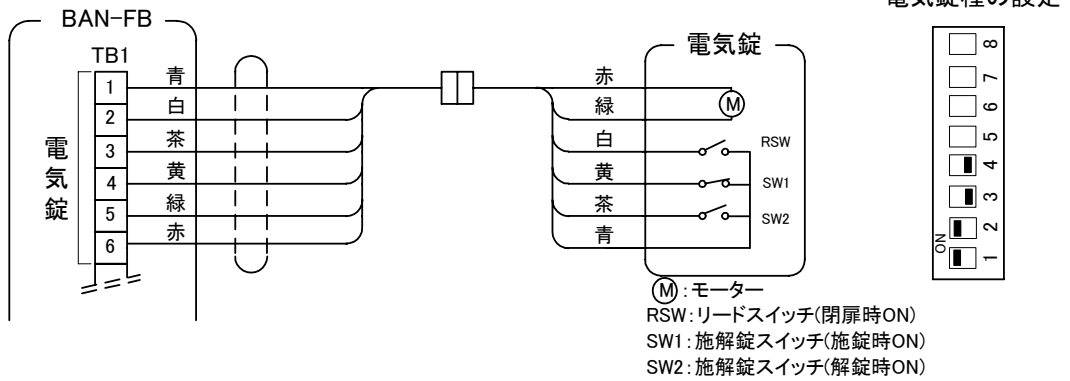 電気錠種の設定
BAN-FB
TB1
電気錠
1 青
2 白
3 茶
4 黄
5 緑
6 赤
電気錠
赤
緑 M
白 RSW
黄 SW1
茶 SW2
青
8
7
6
5
4
3
2
1
ON
M:モーター
RSW:リードスイッチ(閉扉時ON)
SW1:施解錠スイッチ(施錠時ON)
SW2:施解錠スイッチ(解錠時ON)